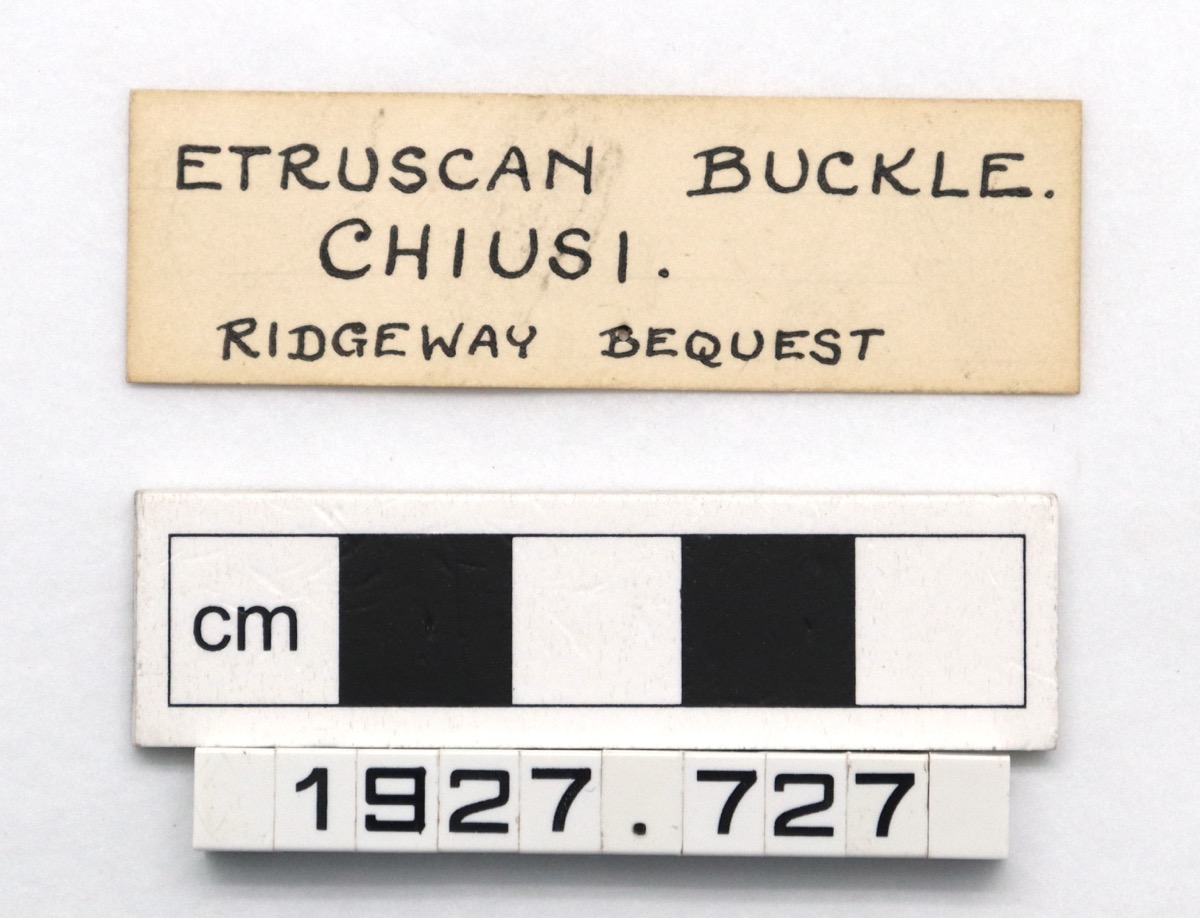 ETRUSCAN BUCKLE.
CHIUSI.
RIDGEWAY BEQUEST
cm
1927.727